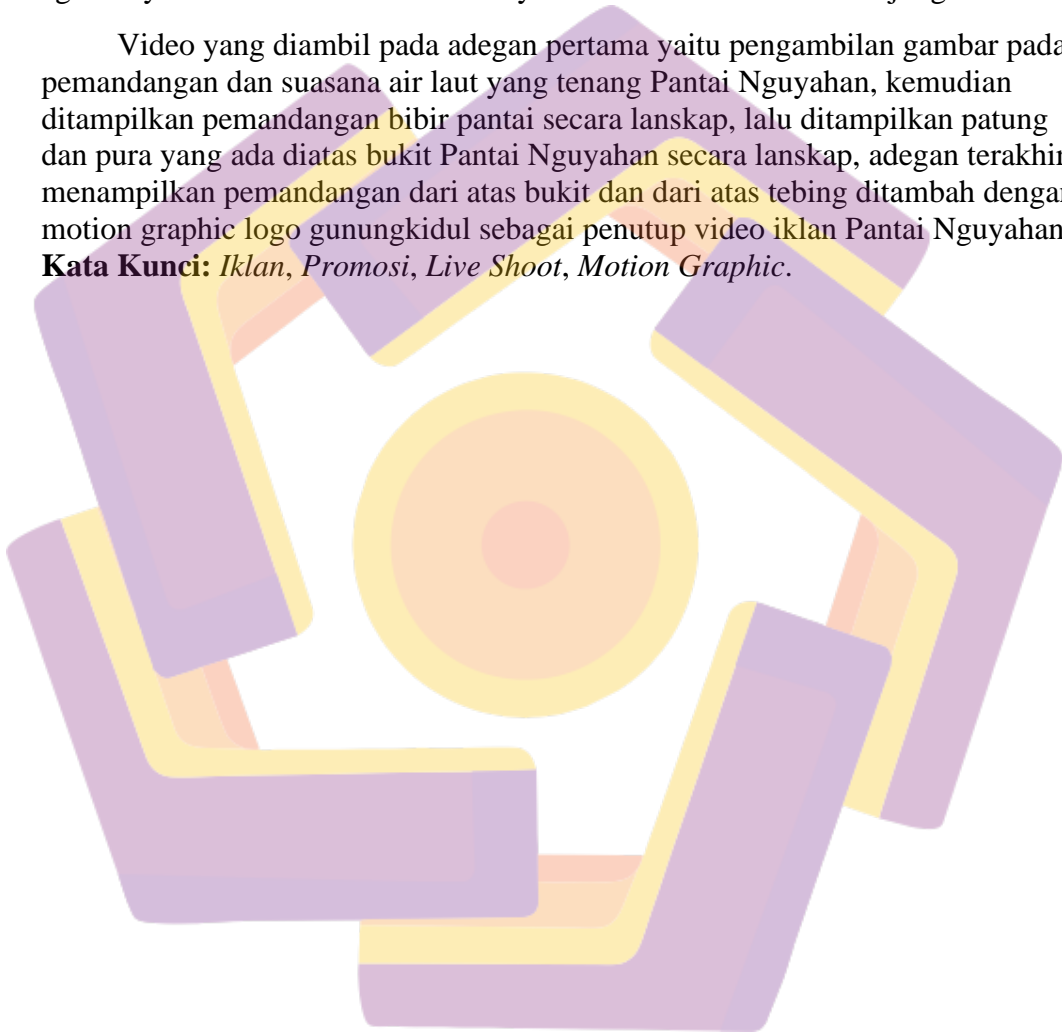 Video yang diambil pada adegan pertama yaitu pengambilan gambar pada
pemandangan dan suasana air laut yang tenang Pantai Nguyahan, kemudian
ditampilkan pemandangan bibir pantai secara lanskap, lalu ditampilkan patung
dan pura yang ada diatas bukit Pantai Nguyahan secara lanskap, adegan terakhir
menampilkan pemandangan dari atas bukit dan dari atas tebing ditambah dengan
motion graphic logo gunungkidul sebagai penutup video iklan Pantai Nguyahan
Kata Kunci: Iklan, Promosi, Live Shoot, Motion Graphic.